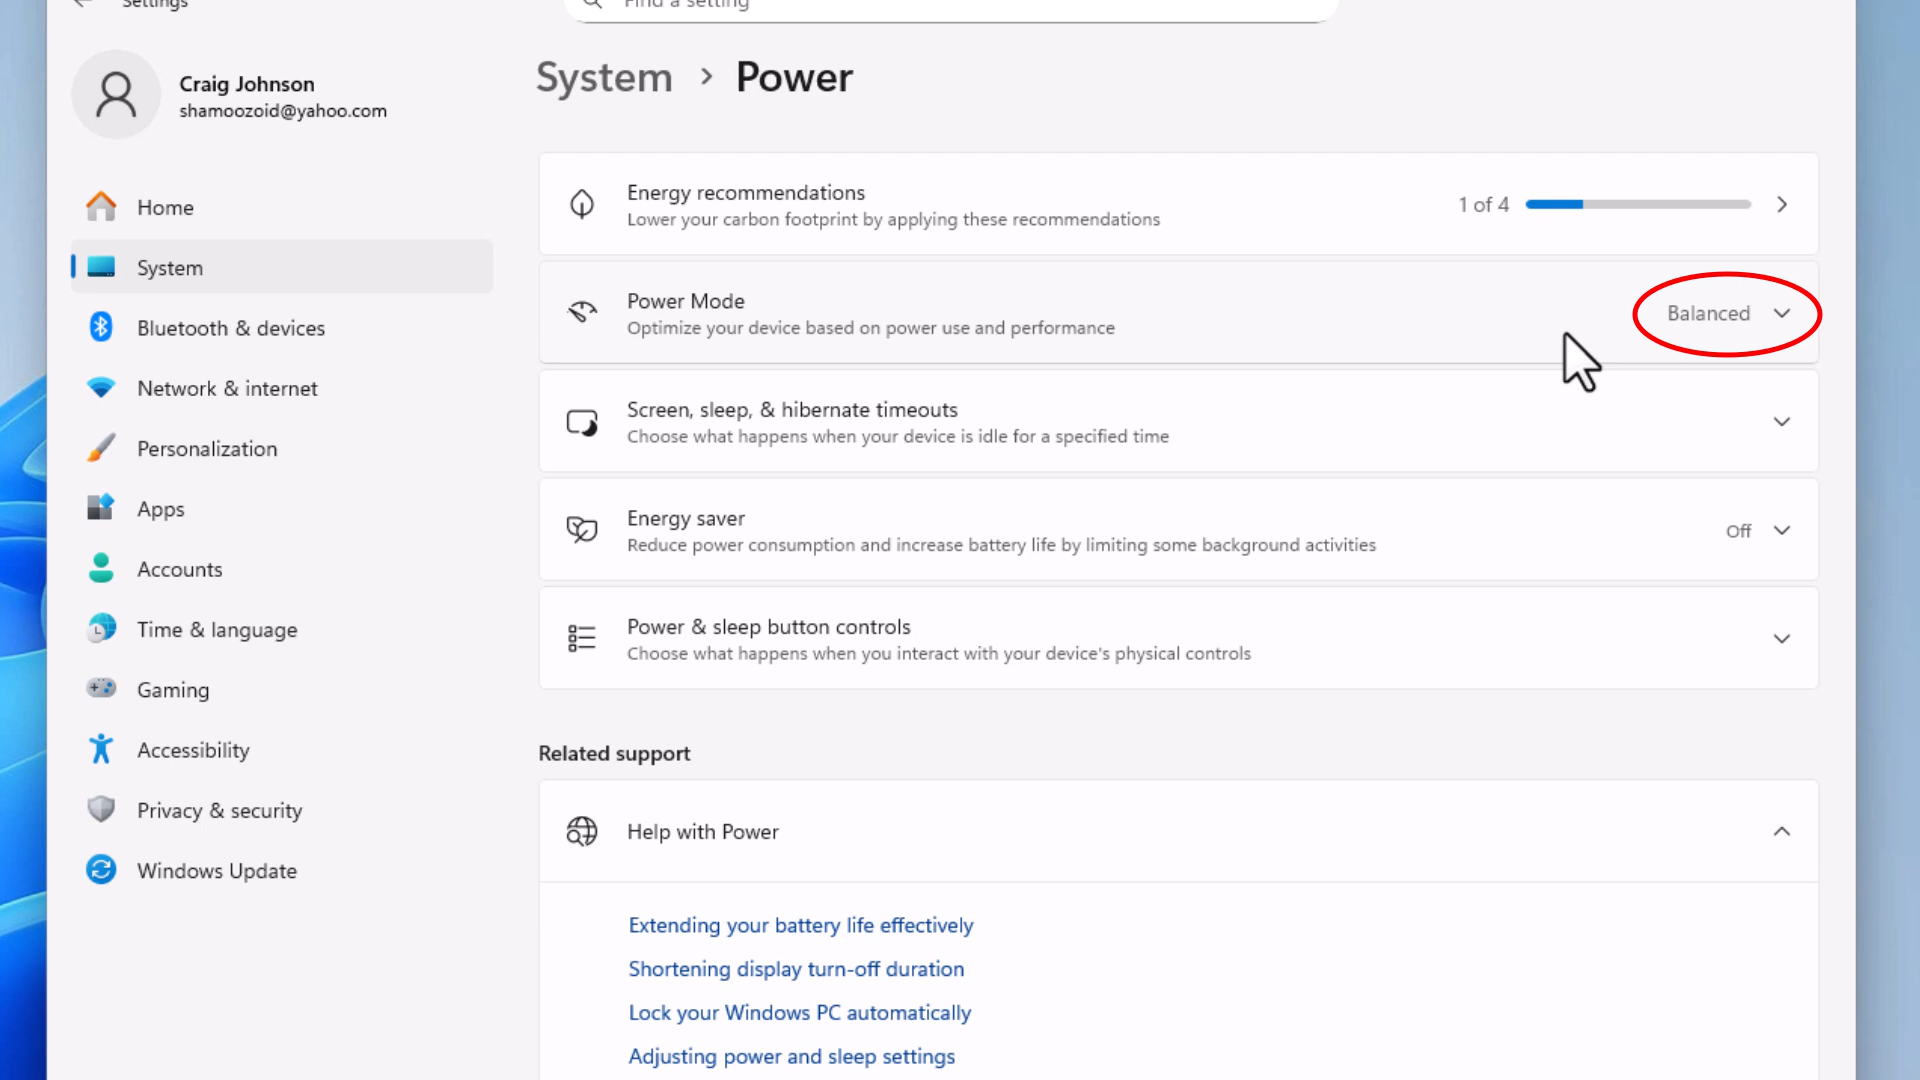 Settings
Find a setting
Craig Johnson
shamoozoid@yahoo.com
Home
System
Bluetooth & devices
Network & internet
Personalization
Apps
Accounts
Time & language
Gaming
Accessibility
Privacy & security
Windows Update
System > Power
Energy recommendations
Lower your carbon footprint by applying these recommendations
1 of 4
Power Mode
Optimize your device based on power use and performance
Balanced
Screen, sleep, & hibernate timeouts
Choose what happens when your device is idle for a specified time
Energy saver
Reduce power consumption and increase battery life by limiting some background activities
Off
Power & sleep button controls
Choose what happens when you interact with your device's physical controls
Related support
Help with Power
Extending your battery life effectively
Shortening display turn-off duration
Lock your Windows PC automatically
Adjusting power and sleep settings